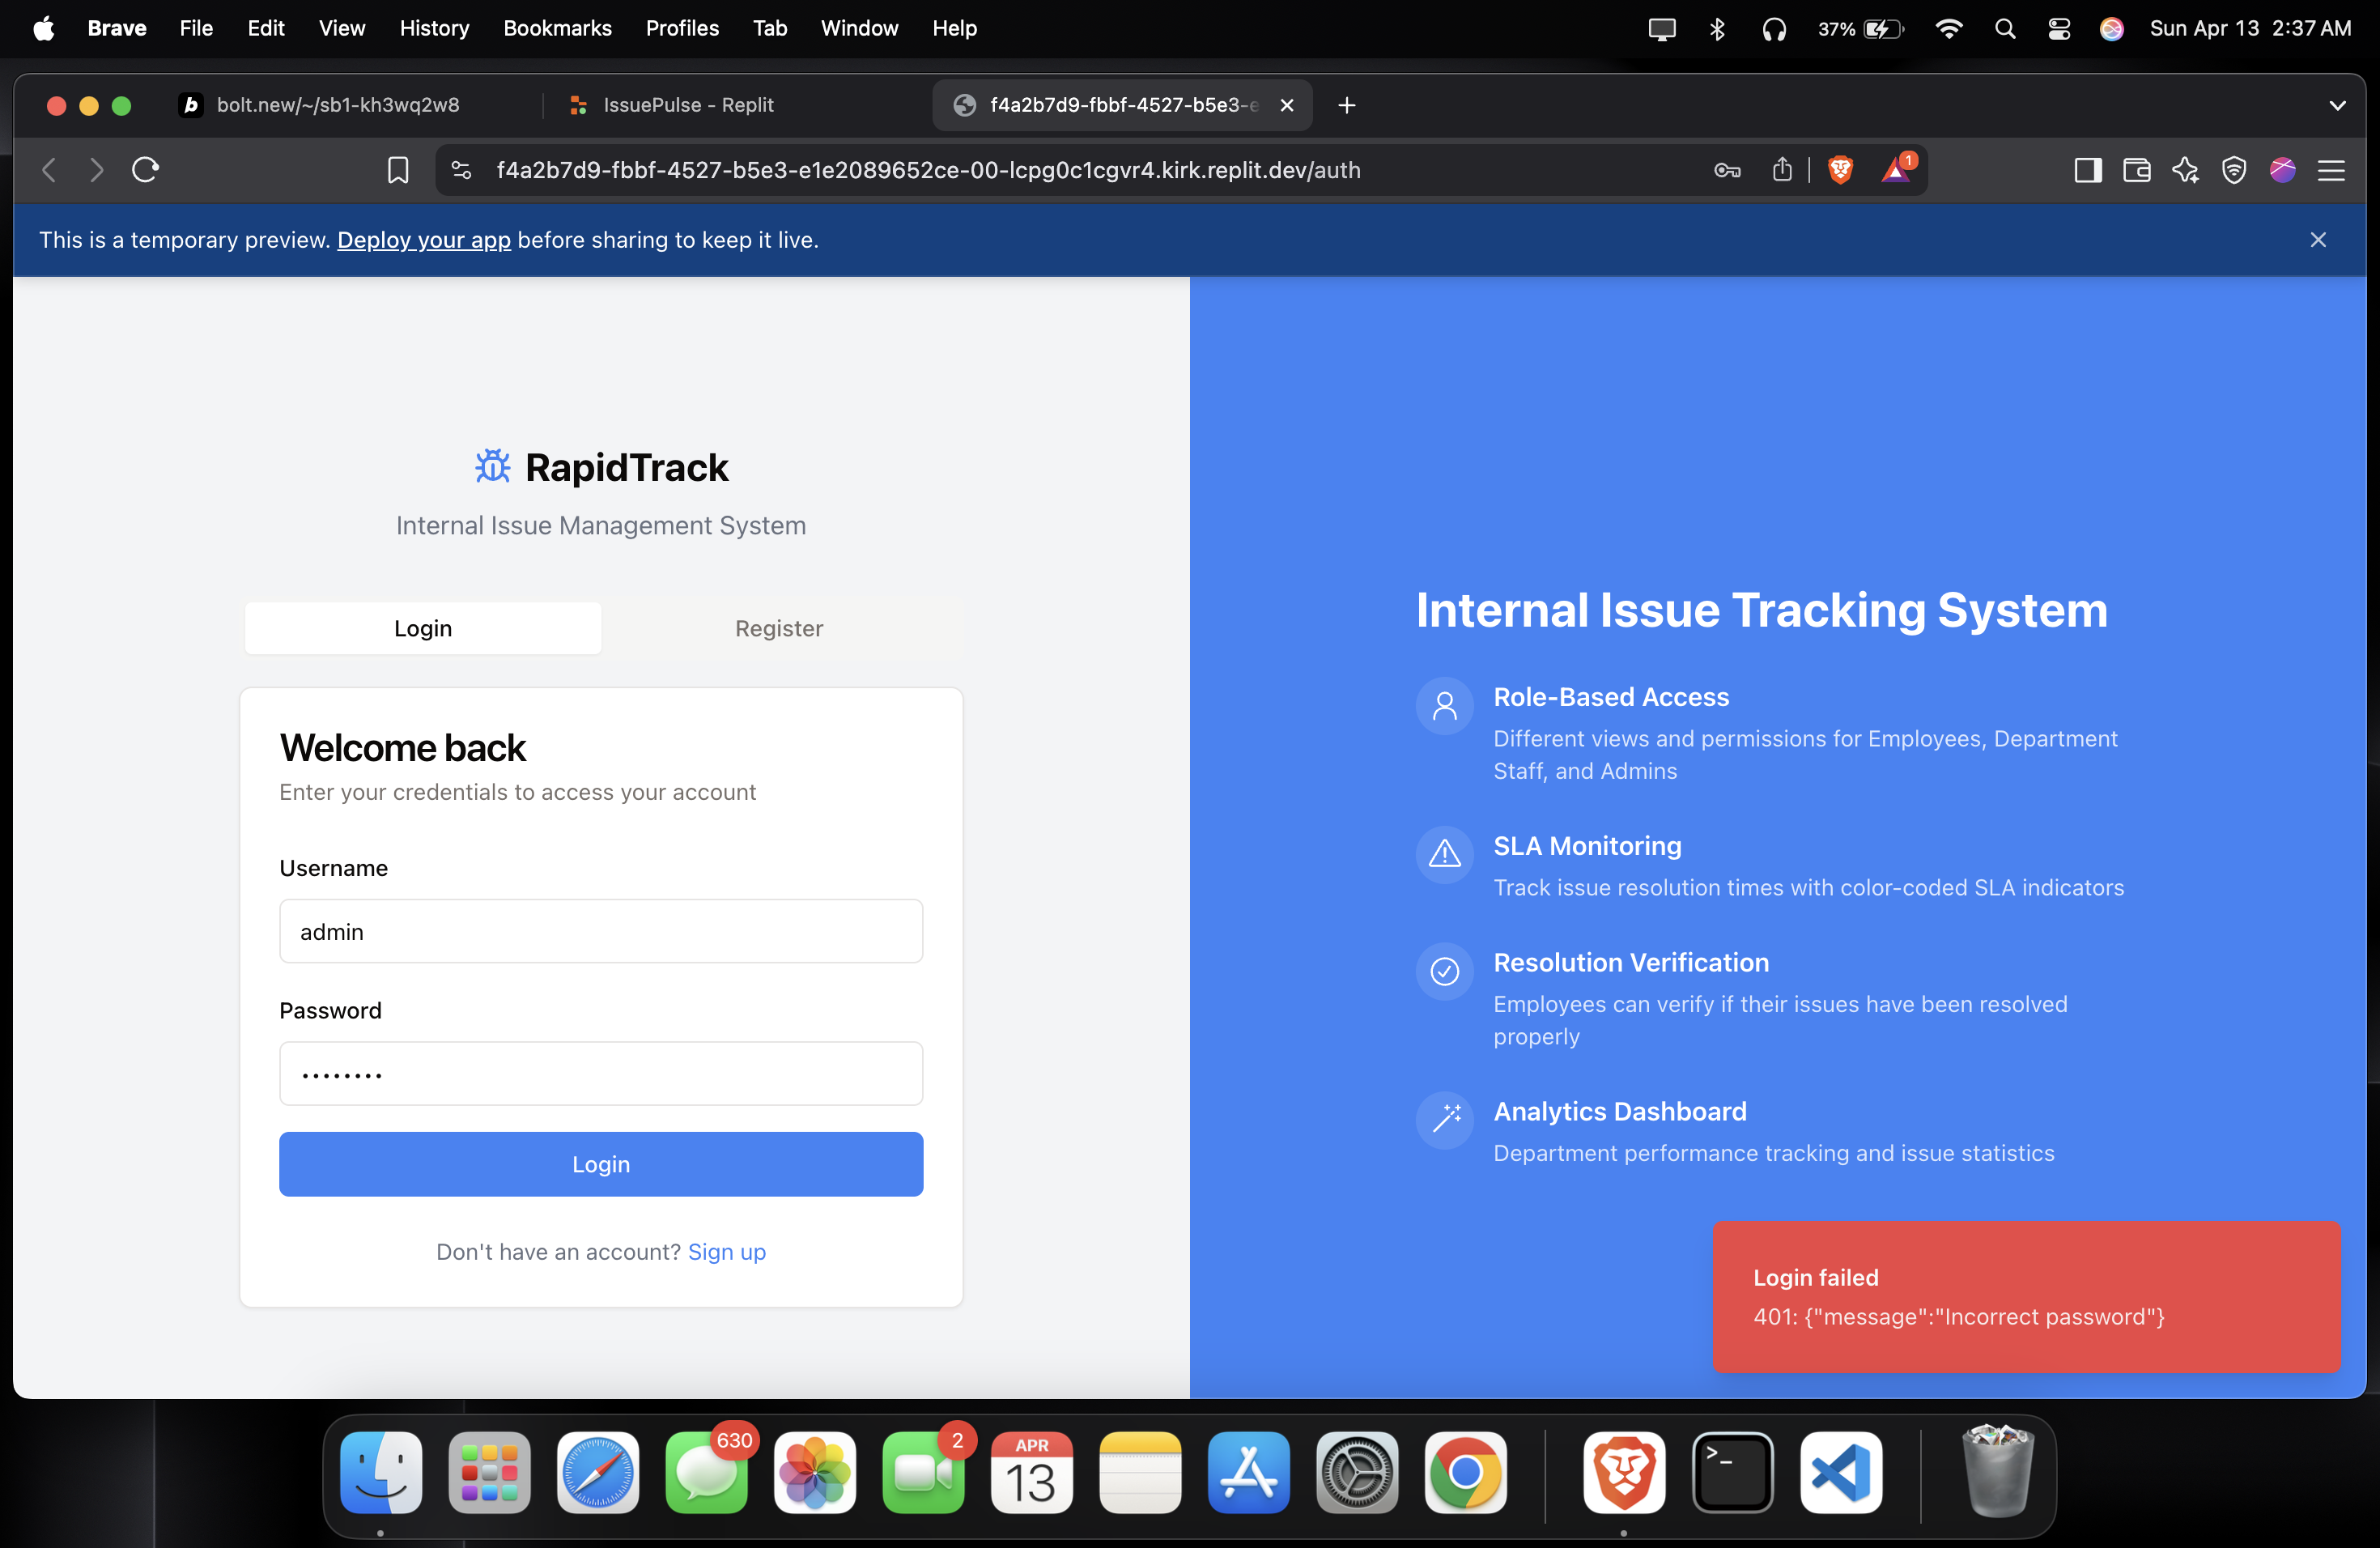 Brave File Edit View History Bookmarks Profiles Tab Window Help 37% Sun Apr 13 2:37 AM
bolt.new/~/sb1-kh3wq2w8 IssuePulse - Replit f4a2b7d9-fbbf-4527-b5e3-e
f4a2b7d9-fbbf-4527-b5e3-e1e2089652ce-00-lcpg0c1cgvr4.kirk.replit.dev/auth 1
This is a temporary preview. Deploy your app before sharing to keep it live.
RapidTrack
Internal Issue Management System
Login Register
Welcome back
Enter your credentials to access your account
Username
admin
Password
••••••••
Login
Don't have an account? Sign up
Internal Issue Tracking System
Role-Based Access
Different views and permissions for Employees, Department
Staff, and Admins
SLA Monitoring
Track issue resolution times with color-coded SLA indicators
Resolution Verification
Employees can verify if their issues have been resolved
properly
Analytics Dashboard
Department performance tracking and issue statistics
Login failed
401: {"message":"Incorrect password"}
630 2 APR
13